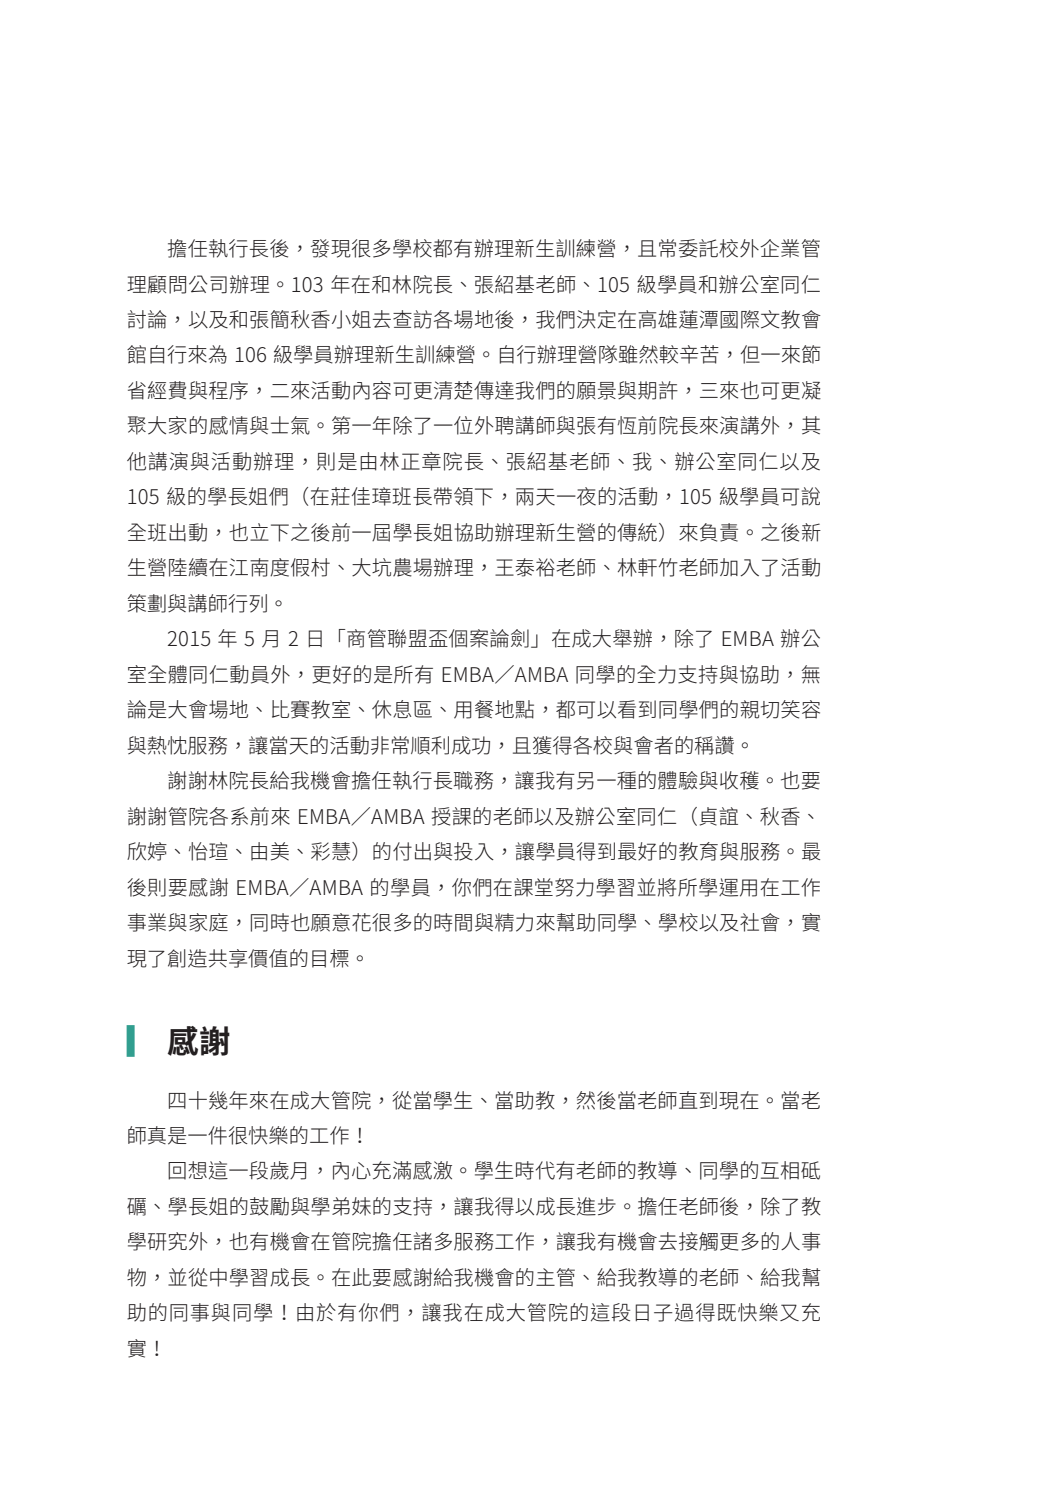 擔任執行長後，發現很多學校都有辦理新生訓練營，且常委託校外企業管
理顧問公司辦理。103 年在和林院長、張紹基老師、105 級學員和辦公室同仁
討論，以及和張簡秋香小姐去查訪各場地後，我們決定在高雄蓮潭國際文教會
館自行來為 106 級學員辦理新生訓練營。自行辦理營隊雖然較辛苦，但一來節
省經費與程序，二來活動內容可更清楚傳達我們的願景與期許，三來也可更凝
聚大家的感情與士氣。第一年除了一位外聘講師與張有恆前院長來演講外，其
他講演與活動辦理，則是由林正章院長、張紹基老師、我、辦公室同仁以及
105 級的學長姐們（在莊佳璋班長帶領下，兩天一夜的活動，105 級學員可說
全班出動，也立下之後前一屆學長姐協助辦理新生營的傳統）來負責。之後新
生營陸續在江南度假村、大坑農場辦理，王泰裕老師、林軒竹老師加入了活動
策劃與講師行列。
2015 年 5 月 2 日「商管聯盟盃個案論劍」在成大舉辦，除了 EMBA 辦公
室全體同仁動員外，更好的是所有 EMBA／AMBA 同學的全力支持與協助，無
論是大會場地、比賽教室、休息區、用餐地點，都可以看到同學們的親切笑容
與熱忱服務，讓當天的活動非常順利成功，且獲得各校與會者的稱讚。
謝謝林院長給我機會擔任執行長職務，讓我有另一種的體驗與收穫。也要
謝謝管院各系前來 EMBA／AMBA 授課的老師以及辦公室同仁（貞誼、秋香、
欣婷、怡瑄、由美、彩慧）的付出與投入，讓學員得到最好的教育與服務。最
後則要感謝 EMBA／AMBA 的學員，你們在課堂努力學習並將所學運用在工作
事業與家庭，同時也願意花很多的時間與精力來幫助同學、學校以及社會，實
現了創造共享價值的目標。
感謝
四十幾年來在成大管院，從當學生、當助教，然後當老師直到現在。當老
師真是一件很快樂的工作！
回想這一段歲月，內心充滿感激。學生時代有老師的教導、同學的互相砥
礪、學長姐的鼓勵與學弟妹的支持，讓我得以成長進步。擔任老師後，除了教
學研究外，也有機會在管院擔任諸多服務工作，讓我有機會去接觸更多的人事
物，並從中學習成長。在此要感謝給我機會的主管、給我教導的老師、給我幫
助的同事與同學！由於有你們，讓我在成大管院的這段日子過得既快樂又充
實！